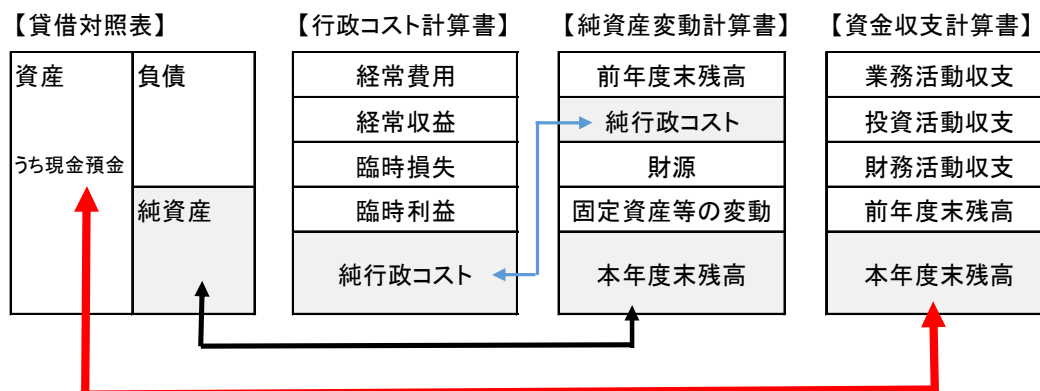 【貸借対照表】
資産
うち現金預金
負債
純資産
【行政コスト計算書】
経常費用
経常収益
臨時損失
臨時利益
純行政コスト
【純資産変動計算書】
前年度末残高
純行政コスト
財源
固定資産等の変動
本年度末残高
【資金収支計算書】
業務活動収支
投資活動収支
財務活動収支
前年度末残高
本年度末残高